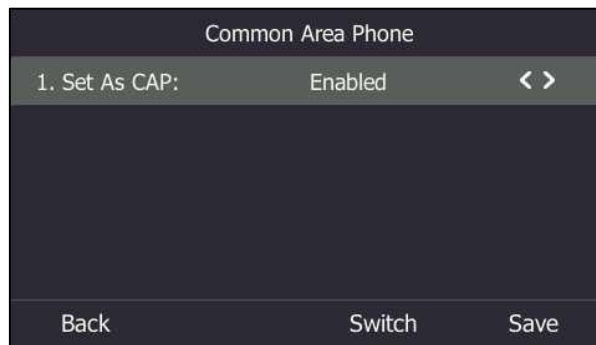 Common Area Phone
1. Set As CAP: Enabled < >
Back Switch Save